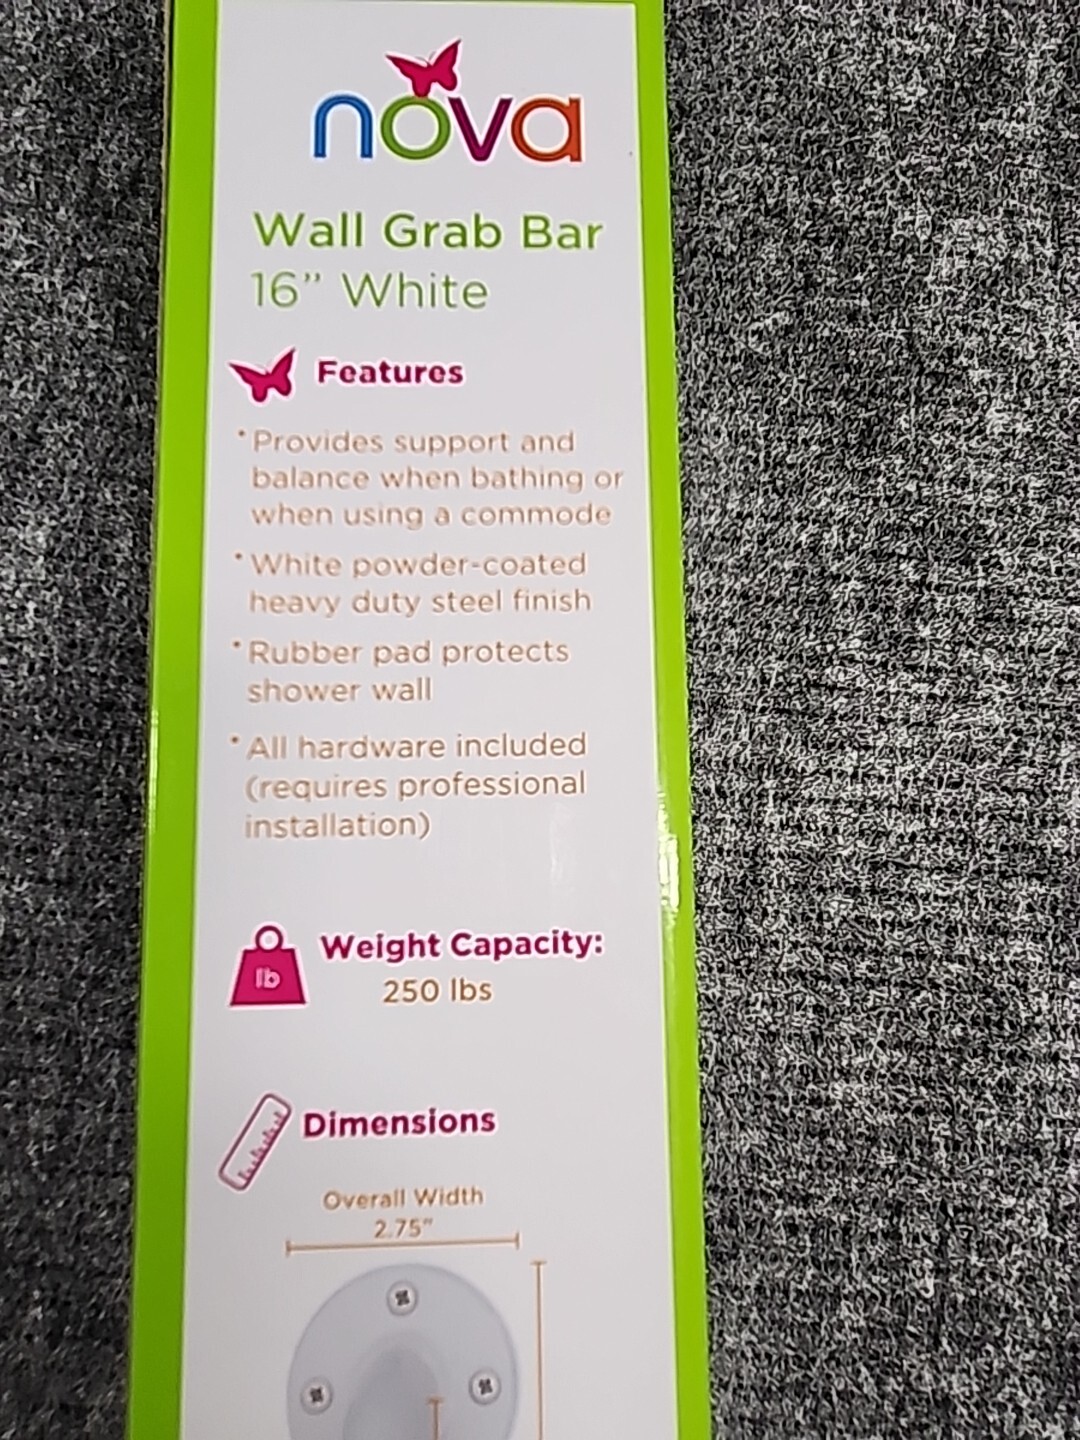 nova
Wall Grab Bar
16” White
Features
• Provides support and
balance when bathing or
when using a commode
• White powder-coated
heavy duty steel finish
• Rubber pad protects
shower wall
• All hardware included
(requires professional
installation)
lb
Weight Capacity:
250 lbs
Dimensions
Overall Width
2.75”